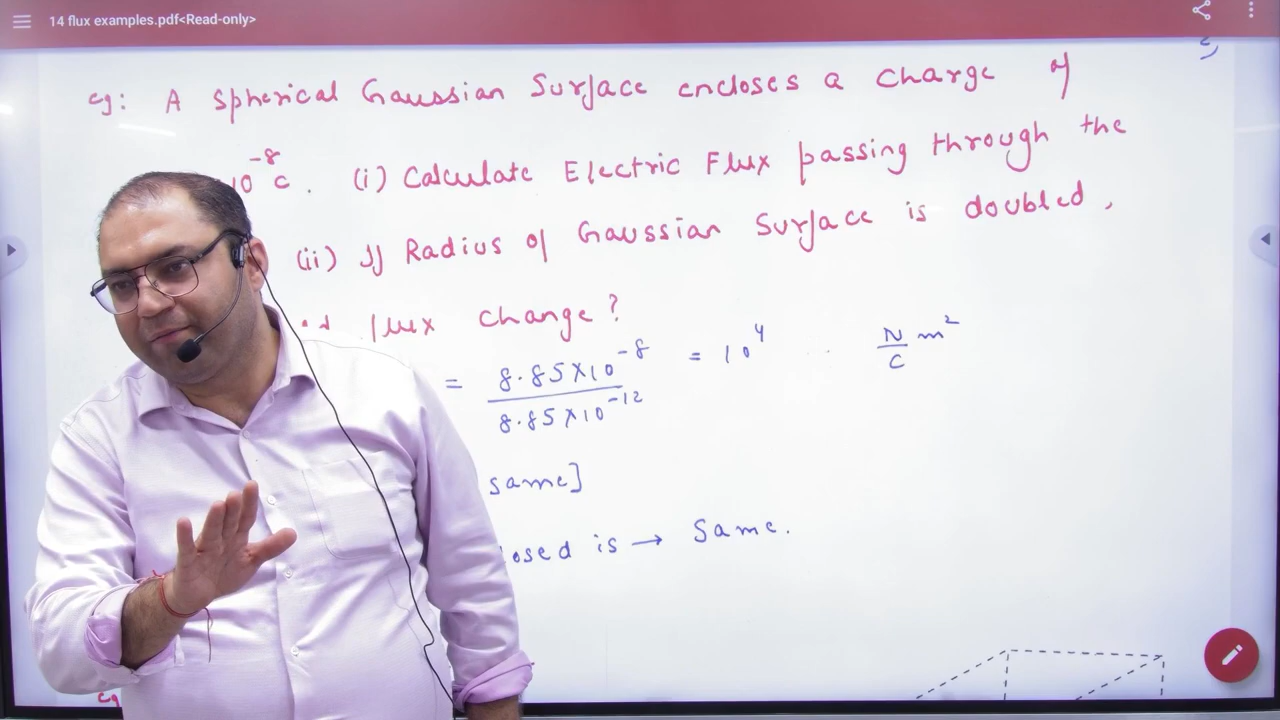 14 flux examples.pdf<Read-only>
eg: A Spherical Gaussian Surface encloses a charge of
10⁻⁸ C. (i) Calculate Electric Flux passing through the
(ii) If Radius of Gaussian Surface is doubled,
flux change?
= 8.85×10⁻⁸ / 8.85×10⁻¹² = 10⁴ N/C m²
same]
losed is → Same.
eg